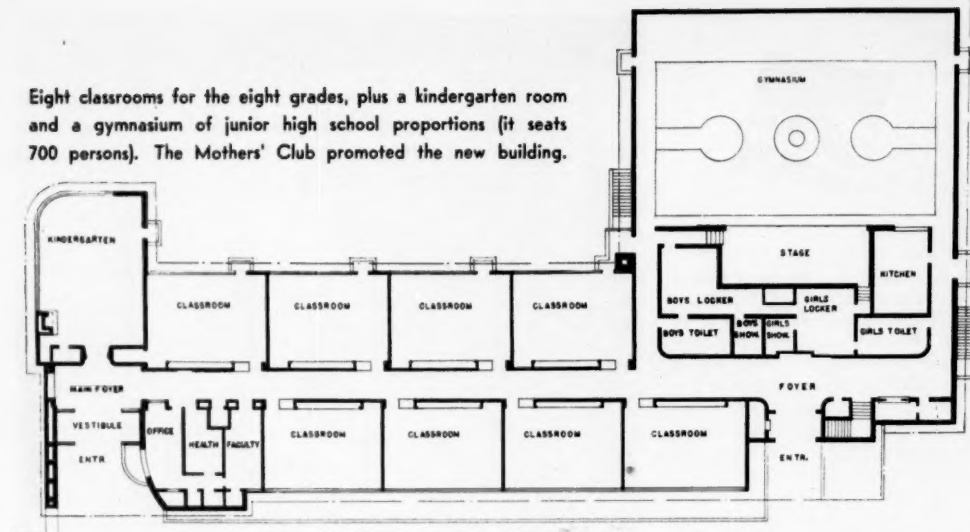 Eight classrooms for the eight grades, plus a kindergarten room
and a gymnasium of junior high school proportions (it seats
700 persons). The Mothers' Club promoted the new building.
GYMNASIUM
KINDERGARTEN
STAGE
KITCHEN
CLASSROOM
CLASSROOM
CLASSROOM
CLASSROOM
BOYS LOCKER
GIRLS
LOCKER
BOYS TOILET
BOYS
SHOW.
GIRLS
SHOW.
GIRLS TOILET
MAIN FOYER
FOYER
VESTIBULE
OFFICE
HEALTH
FACULTY
CLASSROOM
CLASSROOM
CLASSROOM
CLASSROOM
ENTR.
ENTR.